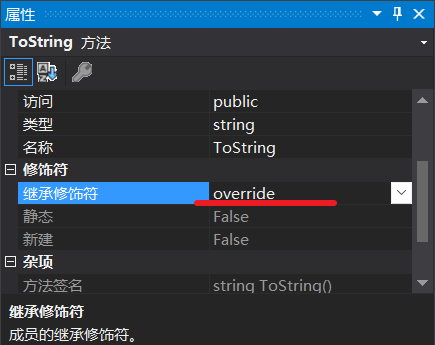 属性
ToString 方法
访问 public
类型 string
名称 ToString
修饰符
继承修饰符 override
静态 False
新建 False
杂项
方法签名 string ToString()
继承修饰符
成员的继承修饰符。